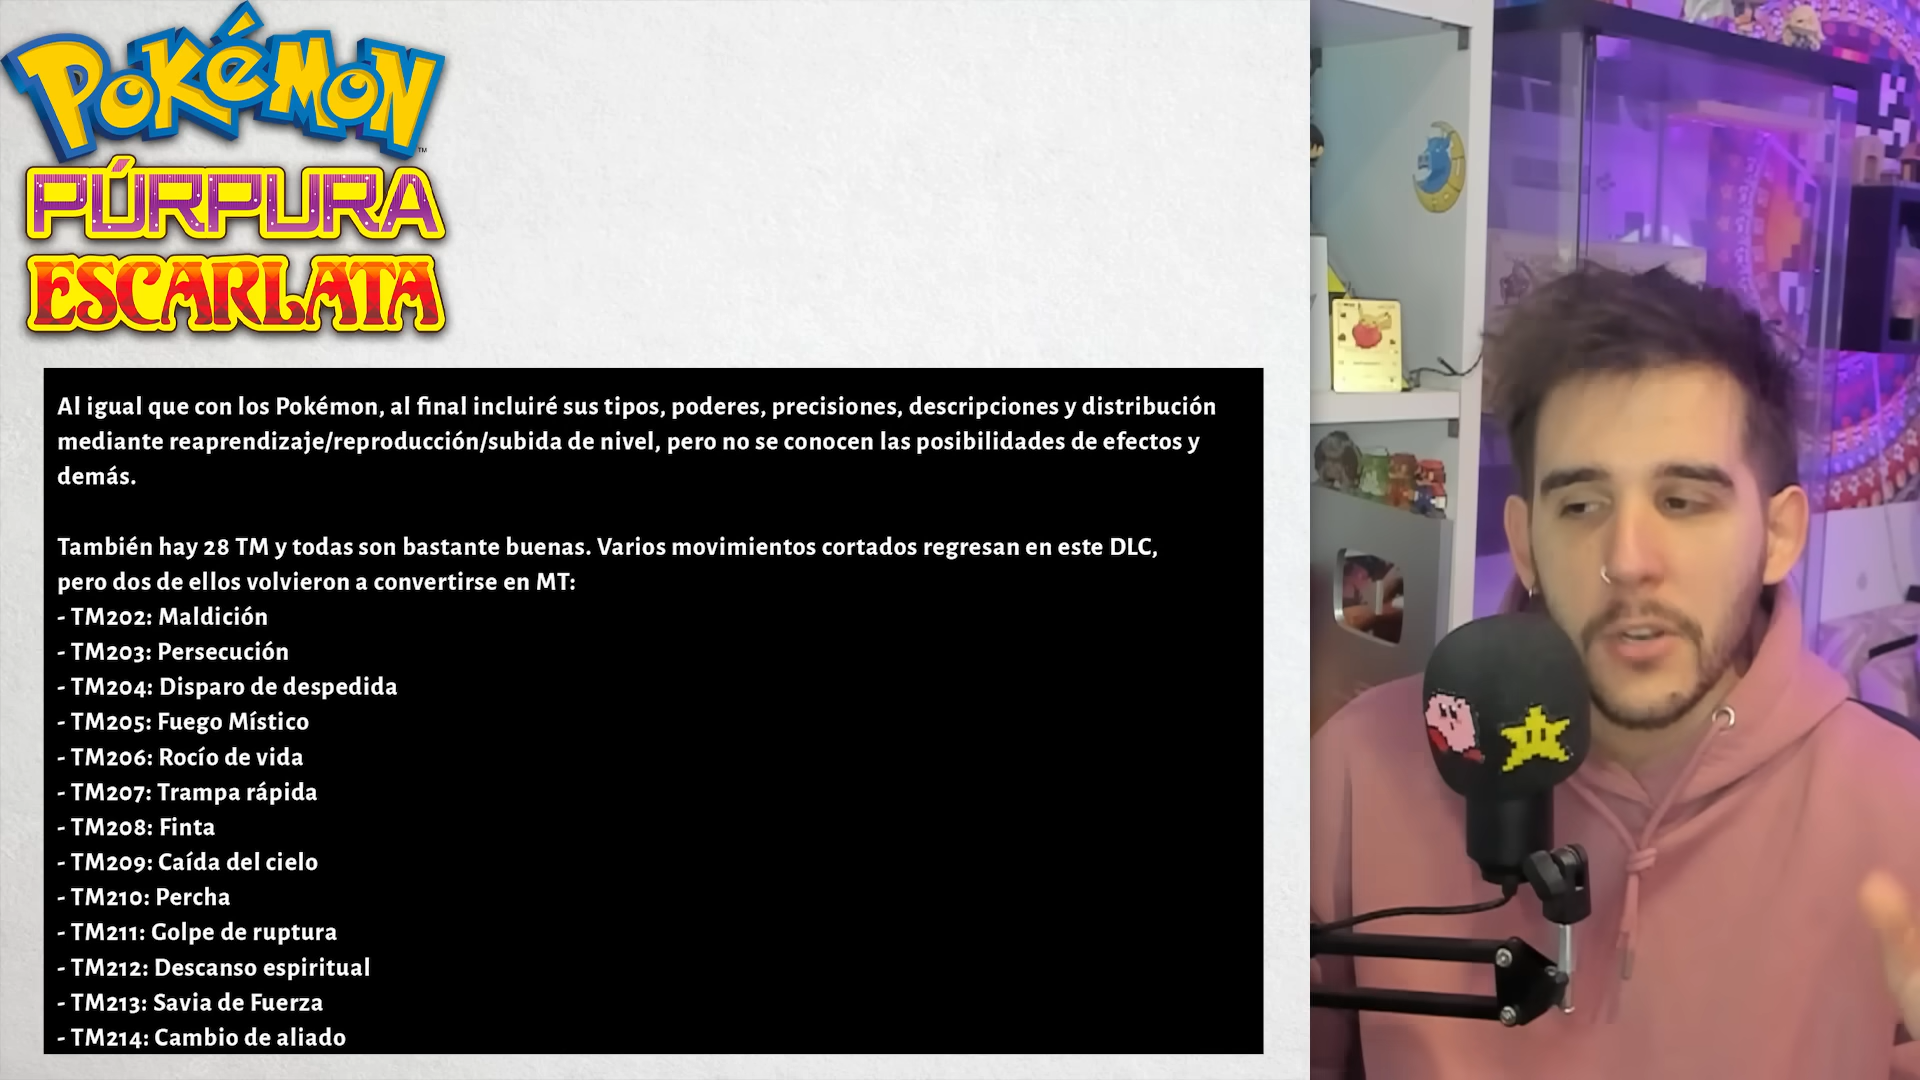 POKéMON
TM
PÚRPURA
ESCARLATA
Al igual que con los Pokémon, al final incluiré sus tipos, poderes, precisiones, descripciones y distribución
mediante reaprendizaje/reproducción/subida de nivel, pero no se conocen las posibilidades de efectos y
demás.
También hay 28 TM y todas son bastante buenas. Varios movimientos cortados regresan en este DLC,
pero dos de ellos volvieron a convertirse en MT:
- TM202: Maldición
- TM203: Persecución
- TM204: Disparo de despedida
- TM205: Fuego Místico
- TM206: Rocío de vida
- TM207: Trampa rápida
- TM208: Finta
- TM209: Caída del cielo
- TM210: Percha
- TM211: Golpe de ruptura
- TM212: Descanso espiritual
- TM213: Savia de Fuerza
- TM214: Cambio de aliado